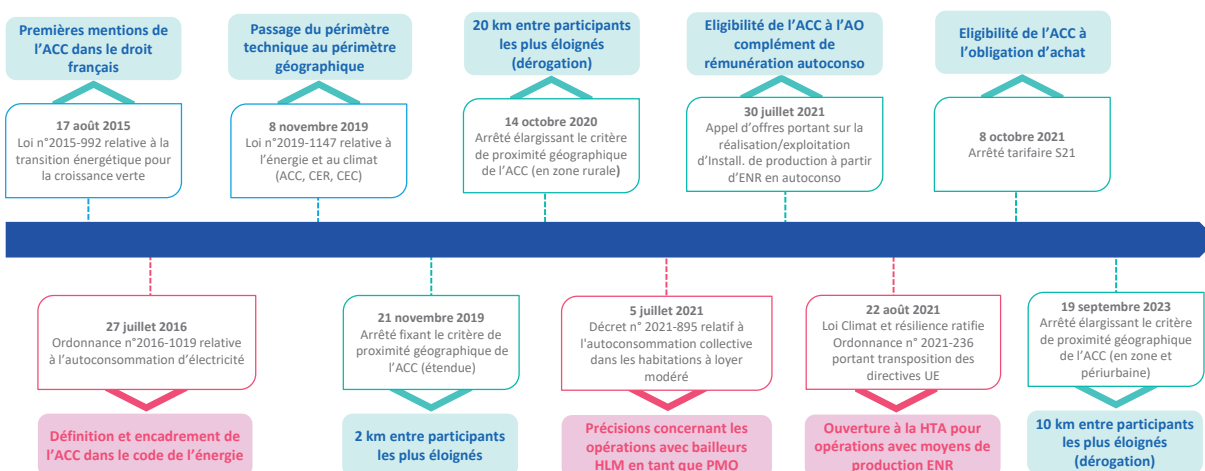 Premières mentions de
l'ACC dans le droit
français
17 août 2015
Loi n°2015-992 relative à la
transition énergétique pour
la croissance verte
Passage du périmètre
technique au périmètre
géographique
8 novembre 2019
Loi n°2019-1147 relative à
l'énergie et au climat
(ACC, CER, CEC)
20 km entre participants
les plus éloignés
(dérogation)
14 octobre 2020
Arrêté élargissant le critère
de proximité géographique
de l'ACC (en zone rurale)
Eligibilité de l'ACC à l'AO
complément de
rémunération autoconso
30 juillet 2021
Appel d'offres portant sur la
réalisation/exploitation
d'Install. de production à partir
d'ENR en autoconso
Eligibilité de l'ACC à
l'obligation d'achat
8 octobre 2021
Arrêté tarifaire S21
27 juillet 2016
Ordonnance n°2016-1019 relative
à l'autoconsommation d'électricité
Définition et encadrement de
l'ACC dans le code de l'énergie
21 novembre 2019
Arrêté fixant le critère de
proximité géographique de
l'ACC (étendue)
2 km entre participants
les plus éloignés
5 juillet 2021
Décret n° 2021-895 relatif à
l'autoconsommation collective
dans les habitations à loyer
modéré
Précisions concernant les
opérations avec bailleurs
HLM en tant que PMO
22 août 2021
Loi Climat et résilience ratifie
Ordonnance n° 2021-236
portant transposition des
directives UE
Ouverture à la HTA pour
opérations avec moyens de
production ENR
19 septembre 2023
Arrêté élargissant le critère
de proximité géographique
de l'ACC (en zone et
périurbaine)
10 km entre participants
les plus éloignés
(dérogation)